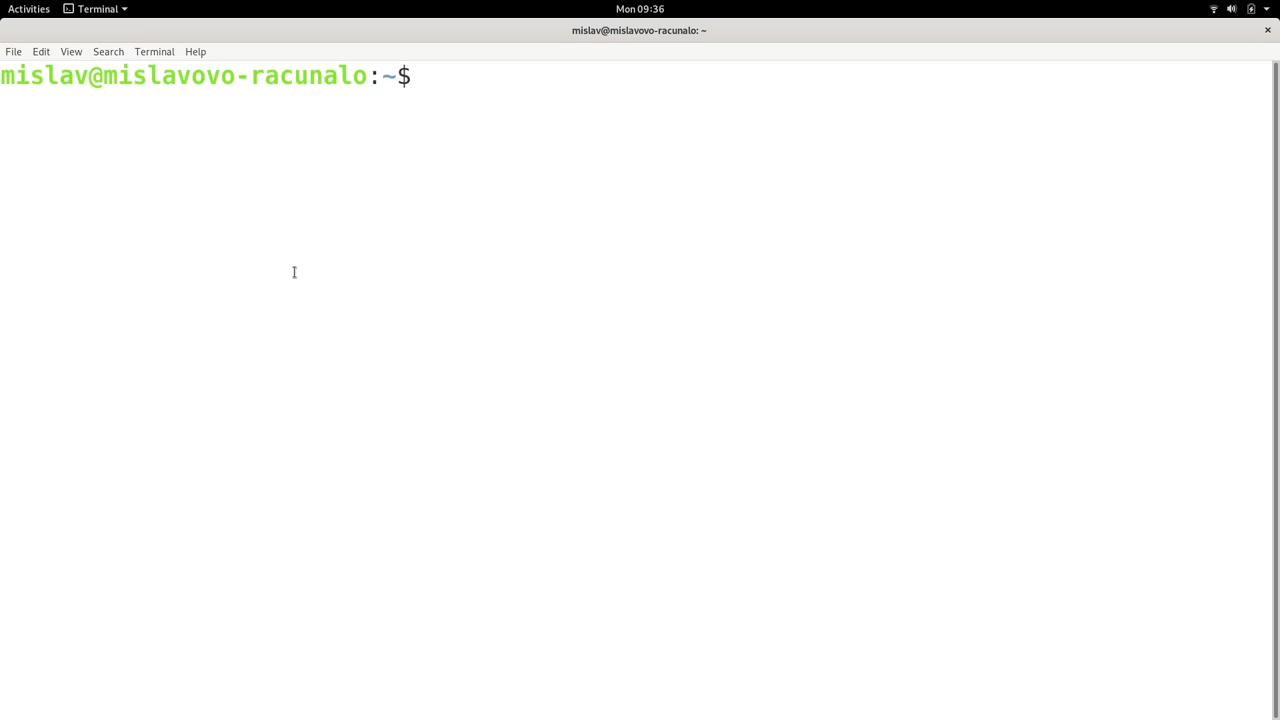 Activities Terminal Mon 09:36
mislav@mislavovo-racunalo: ~
File Edit View Search Terminal Help
mislav@mislavovo-racunalo:~$